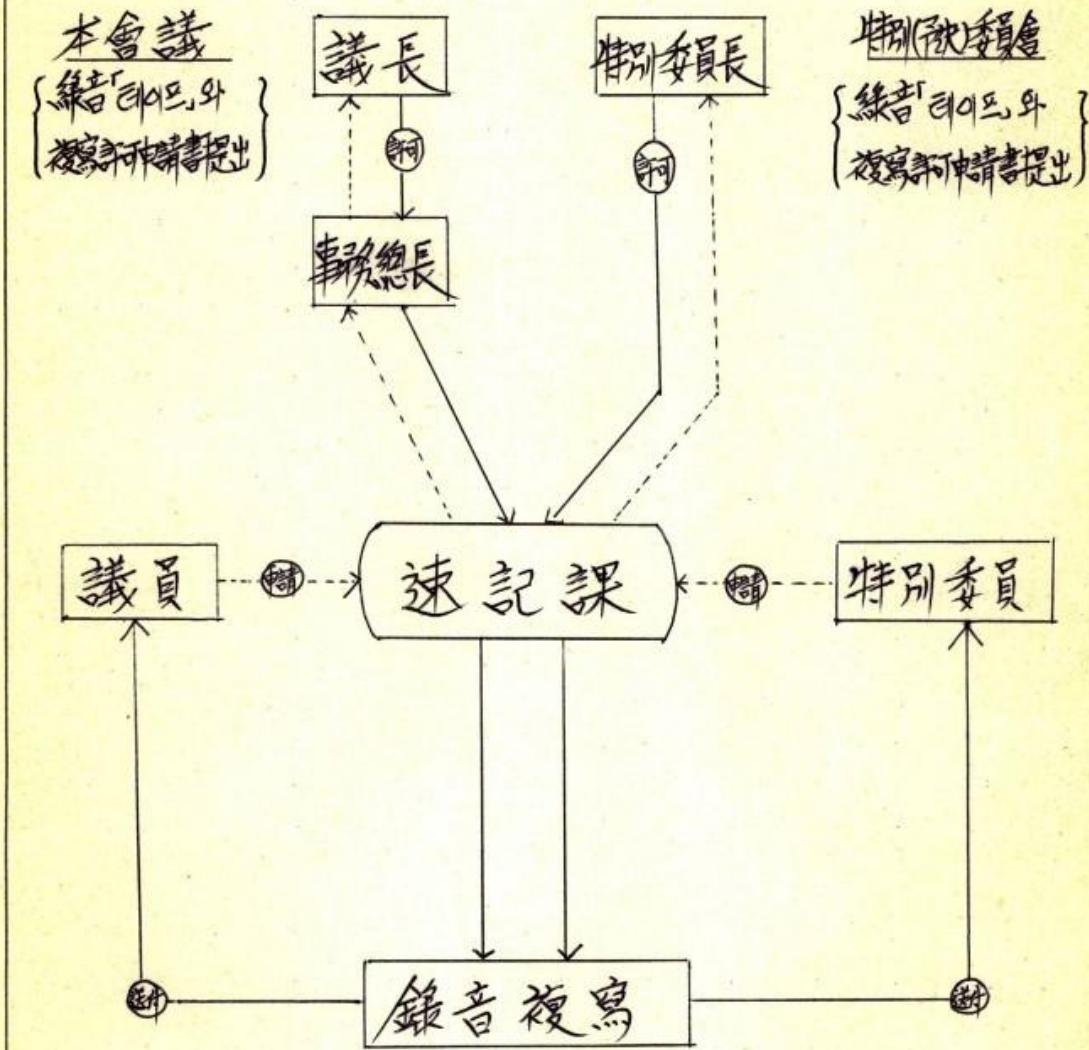 本會議
錄音「테이프」와
複寫許可申請書提出
議長
特別委員長
特別(予決)委員會
錄音「테이프」와
複寫許可申請書提出
許可
許可
事務總長
議員
申請
速記課
申請
特別委員
送付
錄音複寫
送付